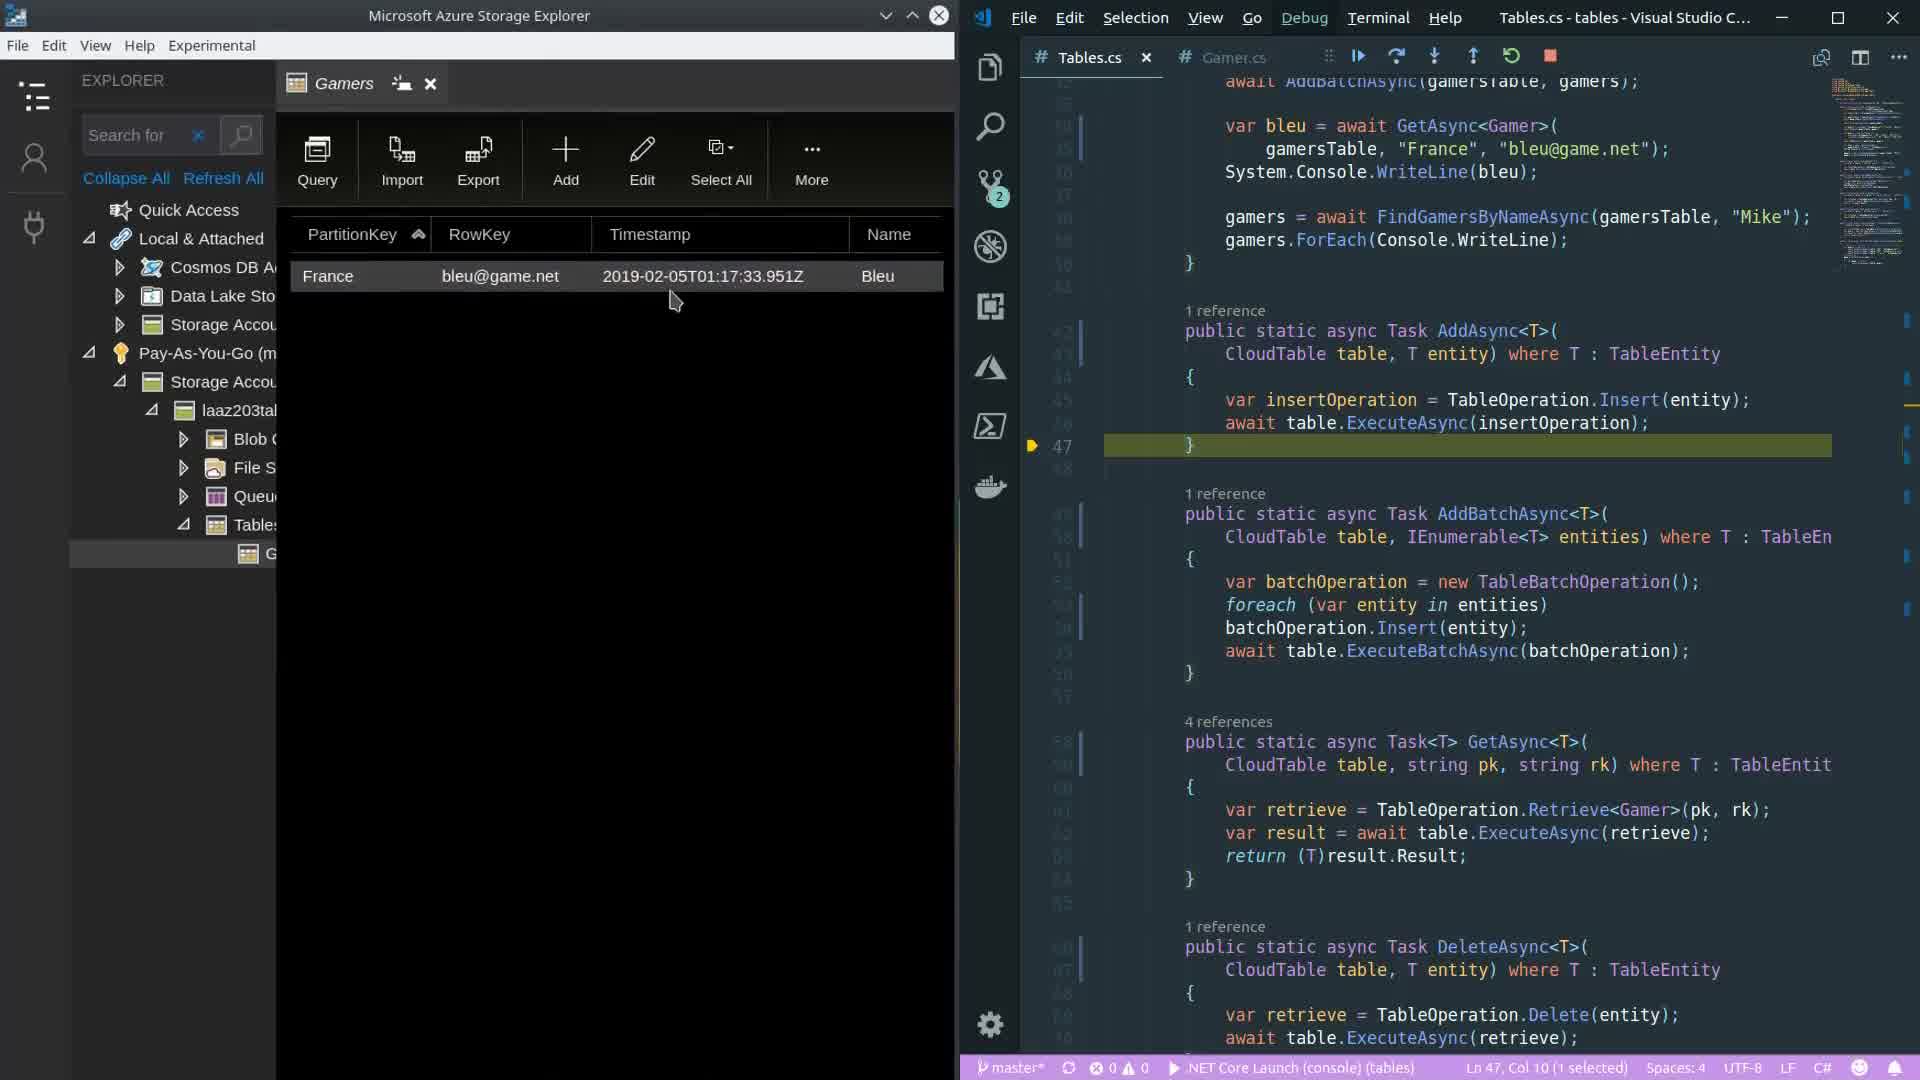 Microsoft Azure Storage Explorer
File Edit View Help Experimental
EXPLORER
Search for
Collapse All Refresh All
Quick Access
Local & Attached
Cosmos DB A
Data Lake Sto
Storage Accou
Pay-As-You-Go (m
Storage Accou
laaz203tal
Blob
File S
Queu
Tables
G
Gamers
Query Import Export Add Edit Select All More
PartitionKey RowKey Timestamp Name
France bleu@game.net 2019-02-05T01:17:33.951Z Bleu
File Edit Selection View Go Debug Terminal Help Tables.cs - tables - Visual Studio C...
# Tables.cs # Gamer.cs
2
await AddBatchAsync(gamersTable, gamers);
var bleu = await GetAsync<Gamer>(
gamersTable, "France", "bleu@game.net");
System.Console.WriteLine(bleu);
gamers = await FindGamersByNameAsync(gamersTable, "Mike");
gamers.ForEach(Console.WriteLine);
}
1 reference
public static async Task AddAsync<T>(
CloudTable table, T entity) where T : TableEntity
{
var insertOperation = TableOperation.Insert(entity);
await table.ExecuteAsync(insertOperation);
47 }
1 reference
public static async Task AddBatchAsync<T>(
CloudTable table, IEnumerable<T> entities) where T : TableEn
{
var batchOperation = new TableBatchOperation();
foreach (var entity in entities)
batchOperation.Insert(entity);
await table.ExecuteBatchAsync(batchOperation);
}
4 references
public static async Task<T> GetAsync<T>(
CloudTable table, string pk, string rk) where T : TableEntit
{
var retrieve = TableOperation.Retrieve<Gamer>(pk, rk);
var result = await table.ExecuteAsync(retrieve);
return (T)result.Result;
}
1 reference
public static async Task DeleteAsync<T>(
CloudTable table, T entity) where T : TableEntity
{
var retrieve = TableOperation.Delete(entity);
await table.ExecuteAsync(retrieve);
master* 0 0 .NET Core Launch (console) (tables) Ln 47, Col 10 (1 selected) Spaces: 4 UTF-8 LF C#